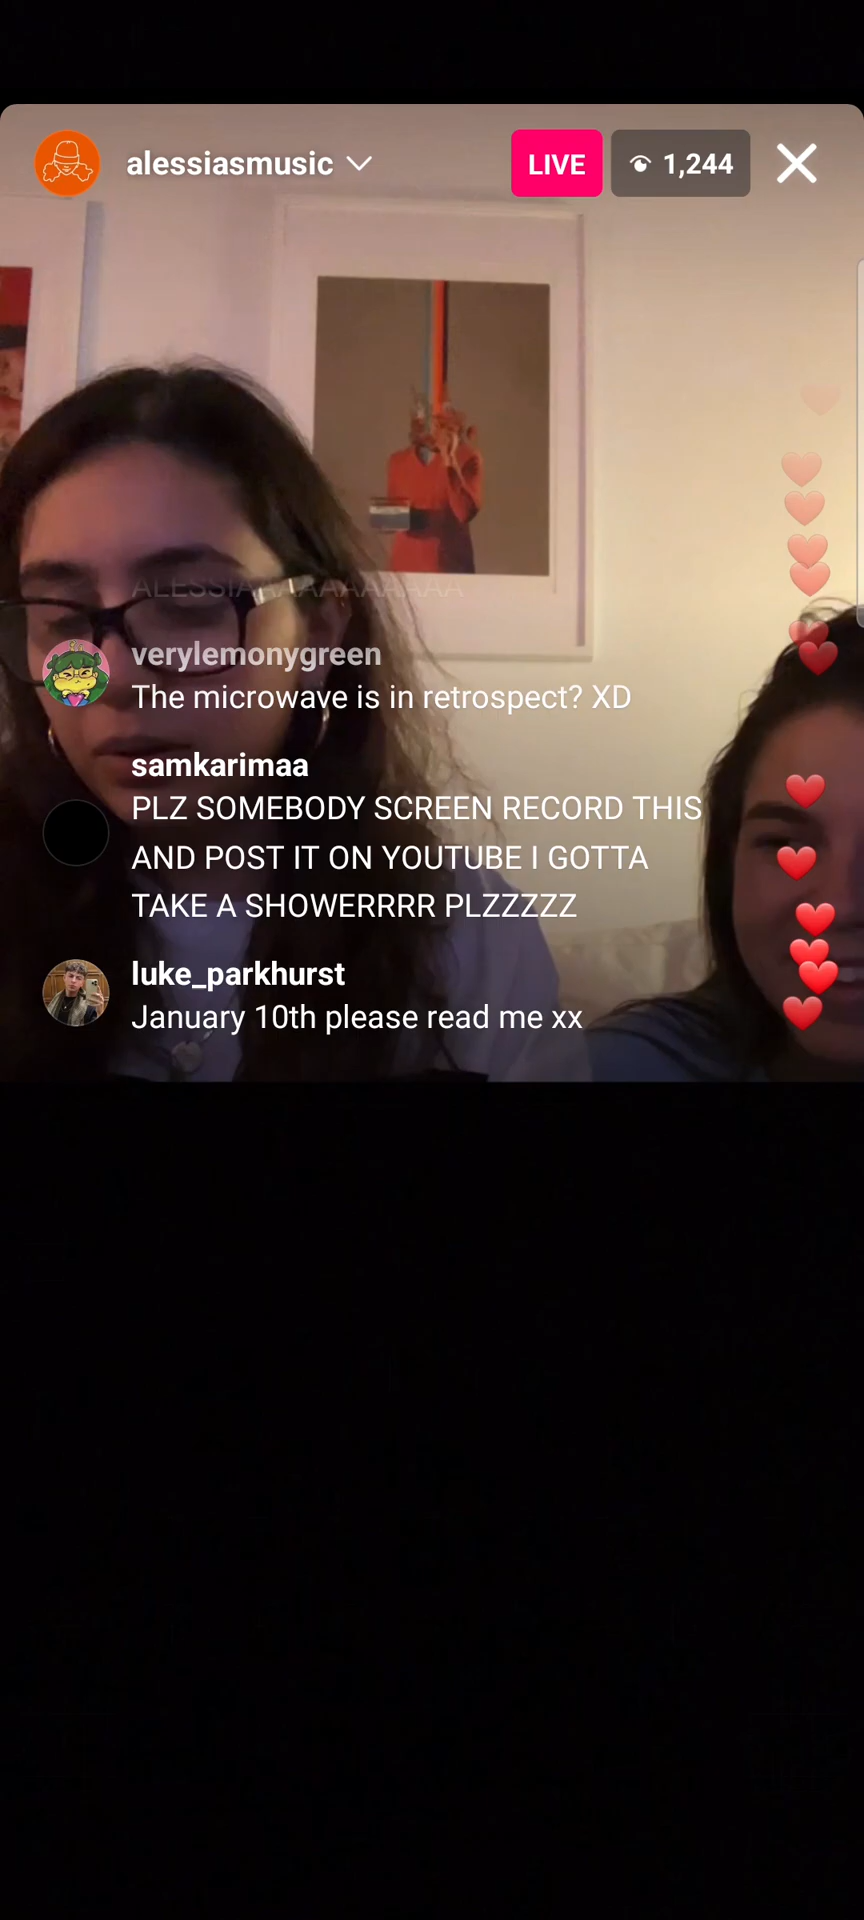 alessiasmusic
LIVE
1,244
ALESSIAAAAAAAAAA
verylemonygreen
The microwave is in retrospect? XD
samkarimaa
PLZ SOMEBODY SCREEN RECORD THIS
AND POST IT ON YOUTUBE I GOTTA
TAKE A SHOWERRRR PLZZZZZ
luke_parkhurst
January 10th please read me xx